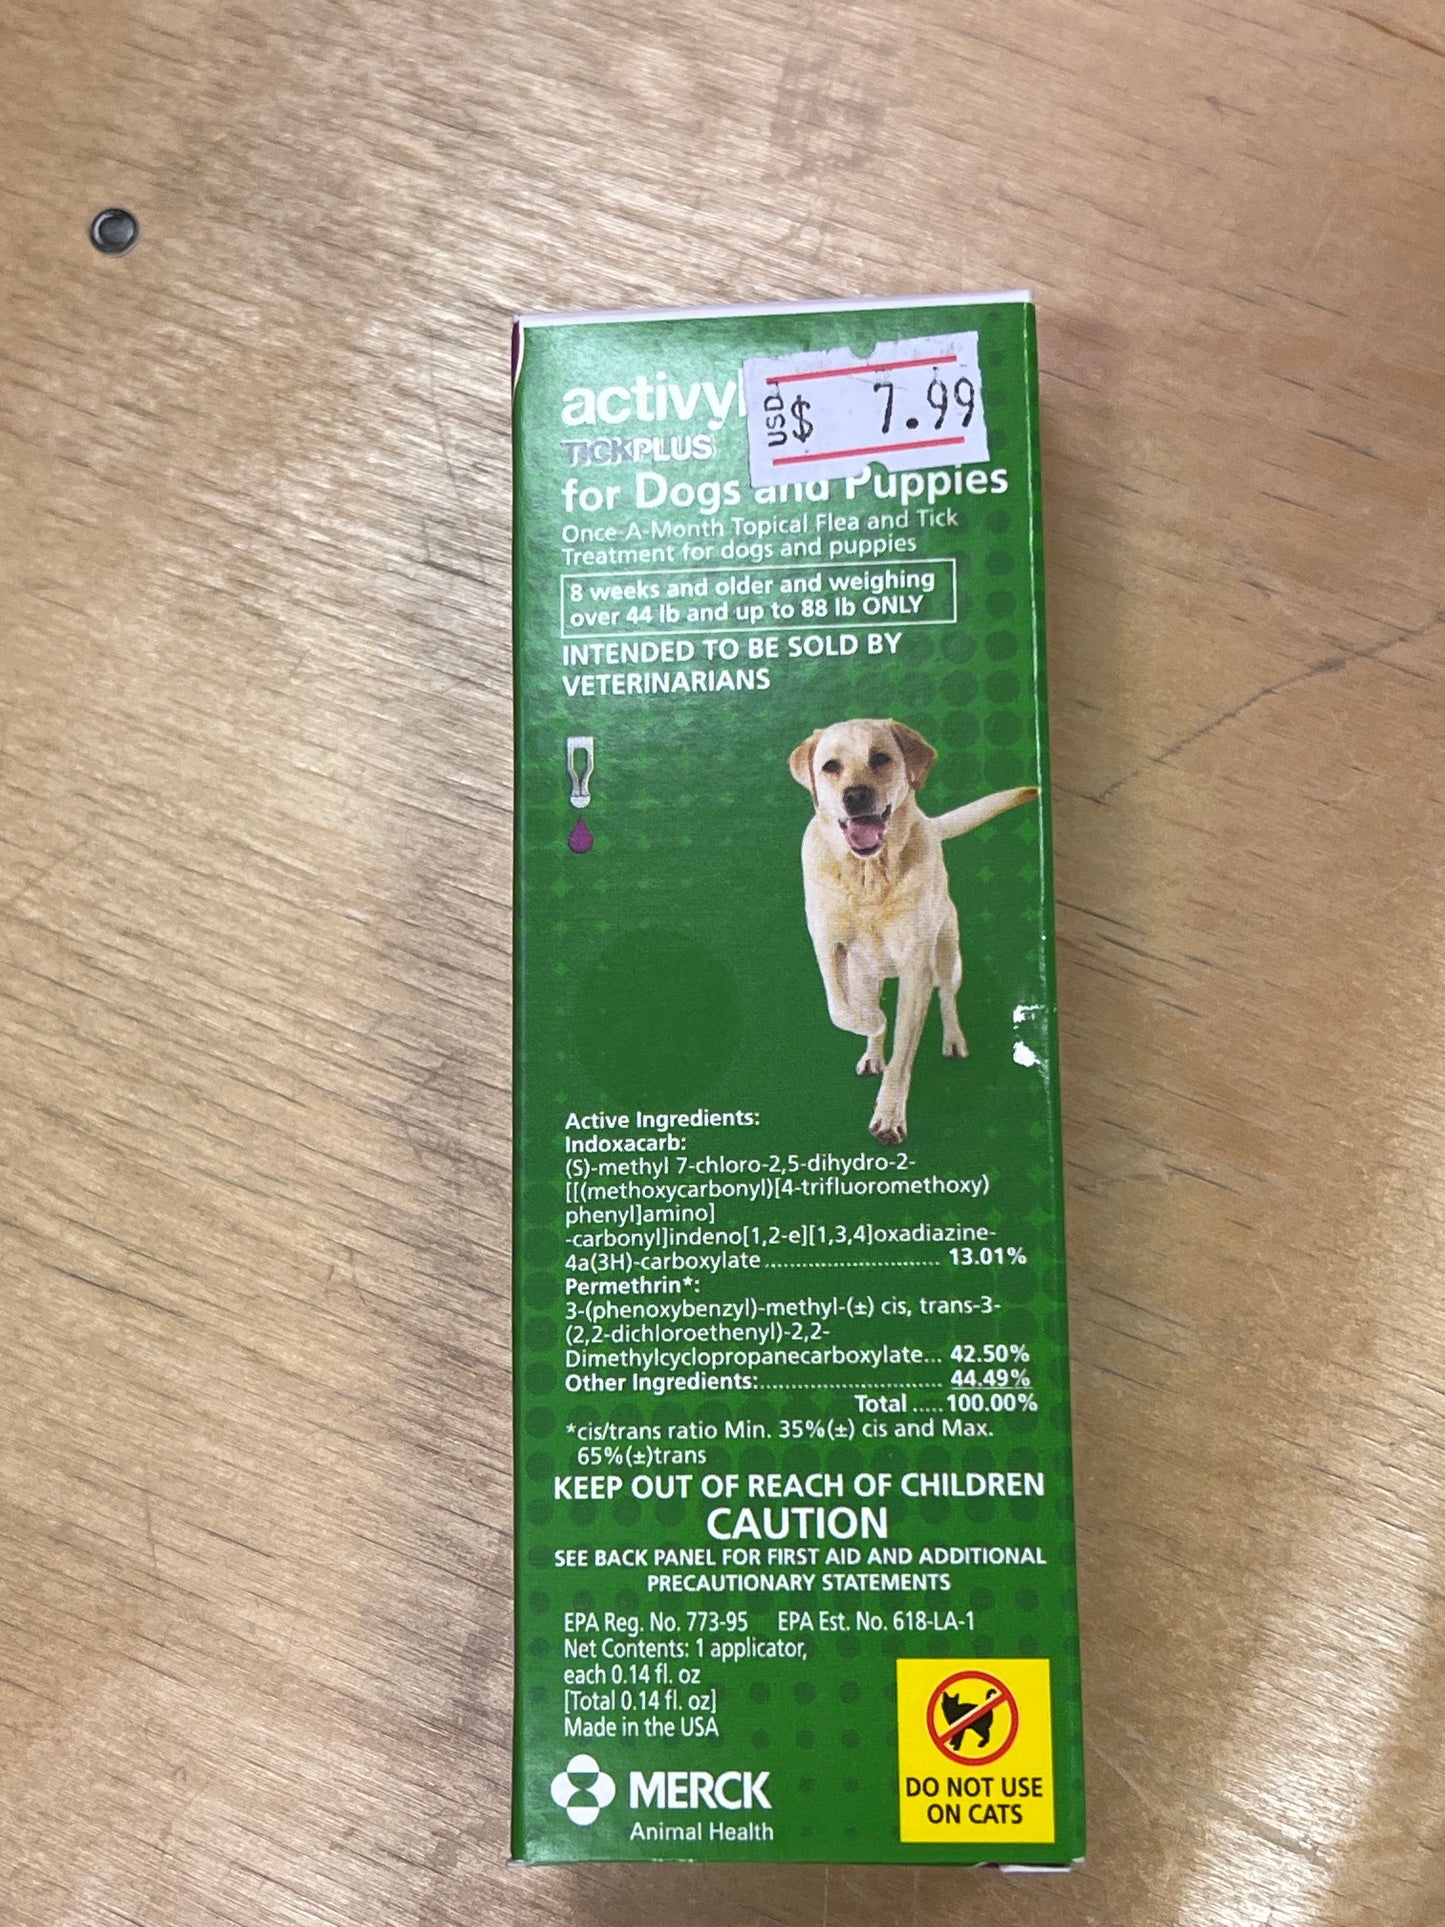 activyl
USD
$ 7.99
TICKPLUS
for Dogs and Puppies
Once-A-Month Topical Flea and Tick
Treatment for dogs and puppies
8 weeks and older and weighing
over 44 lb and up to 88 lb ONLY
INTENDED TO BE SOLD BY
VETERINARIANS
Active Ingredients:
Indoxacarb:
(S)-methyl 7-chloro-2,5-dihydro-2-
[[(methoxycarbonyl)[4-trifluoromethoxy)
phenyl]amino]
-carbonyl]indeno[1,2-e][1,3,4]oxadiazine-
4a(3H)-carboxylate............................ 13.01%
Permethrin*:
3-(phenoxybenzyl)-methyl-(±) cis, trans-3-
(2,2-dichloroethenyl)-2,2-
Dimethylcyclopropanecarboxylate... 42.50%
Other Ingredients:............................. 44.49%
Total ..... 100.00%
*cis/trans ratio Min. 35%(±) cis and Max.
65%(±)trans
KEEP OUT OF REACH OF CHILDREN
CAUTION
SEE BACK PANEL FOR FIRST AID AND ADDITIONAL
PRECAUTIONARY STATEMENTS
EPA Reg. No. 773-95 EPA Est. No. 618-LA-1
Net Contents: 1 applicator,
each 0.14 fl. oz
[Total 0.14 fl. oz]
Made in the USA
MERCK
Animal Health
DO NOT USE
ON CATS